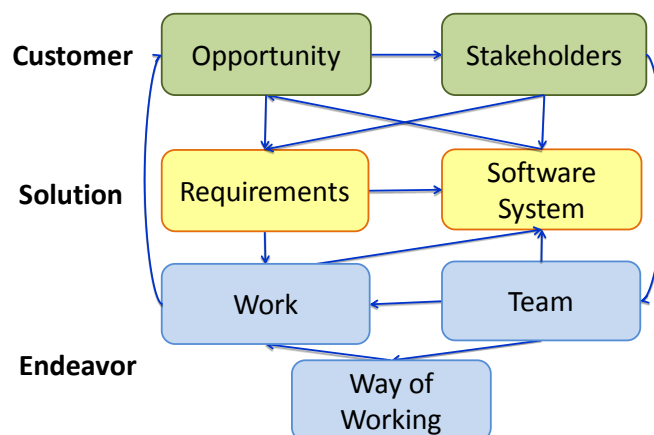 Customer
Opportunity
Stakeholders
Solution
Requirements
Software
System
Work
Team
Endeavor
Way of
Working